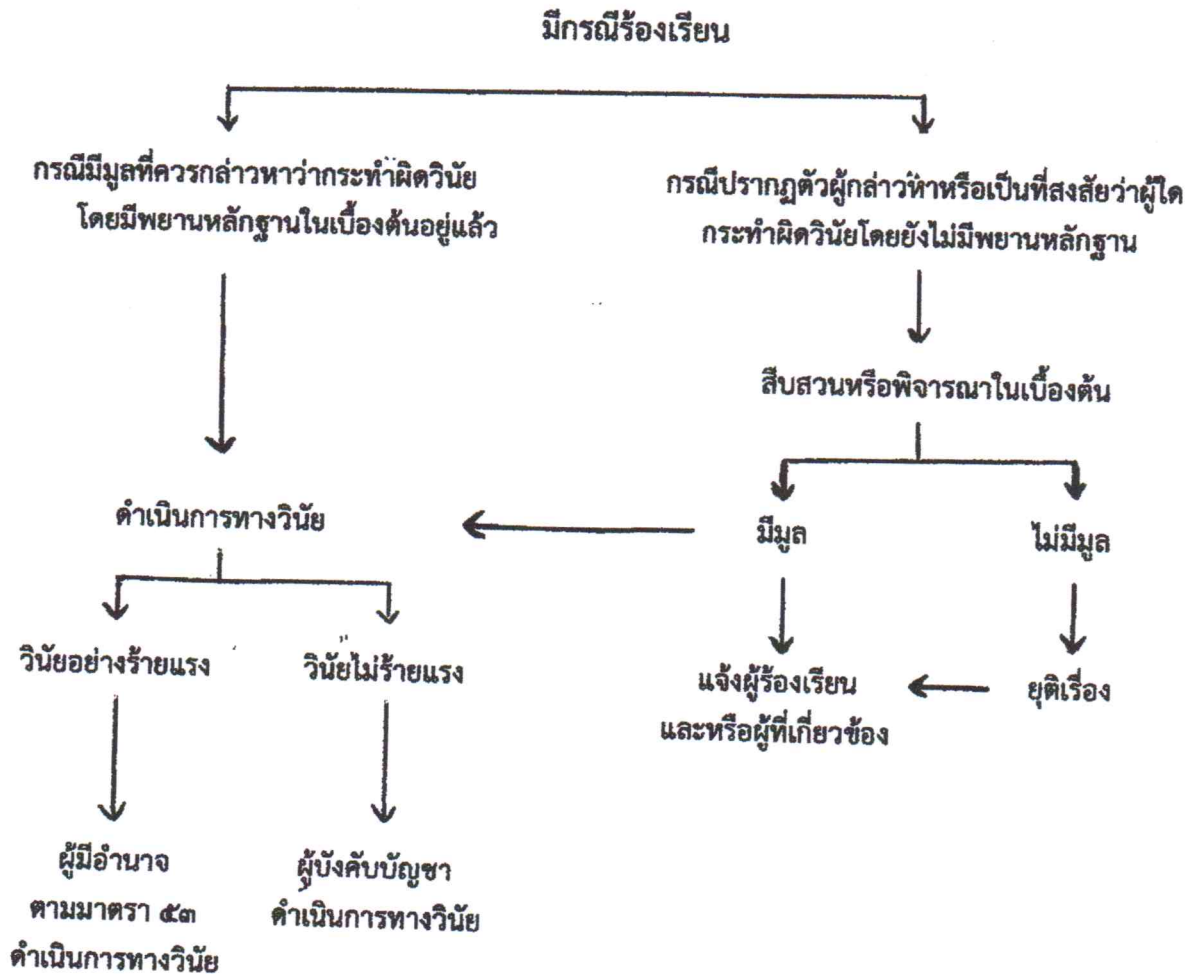 มีกรณีร้องเรียน
กรณีมีมูลที่ควรกล่าวหาว่ากระทำผิดวินัย
โดยมีพยานหลักฐานในเบื้องต้นอยู่แล้ว
กรณีปรากฏตัวผู้กล่าวหาหรือเป็นที่สงสัยว่าผู้ใด
กระทำผิดวินัยโดยยังไม่มีพยานหลักฐาน
สืบสวนหรือพิจารณาในเบื้องต้น
ดำเนินการทางวินัย
มีมูล
ไม่มีมูล
วินัยอย่างร้ายแรง
วินัยไม่ร้ายแรง
แจ้งผู้ร้องเรียน
และหรือผู้ที่เกี่ยวข้อง
ยุติเรื่อง
ผู้มีอำนาจ
ตามมาตรา ๕๓
ดำเนินการทางวินัย
ผู้บังคับบัญชา
ดำเนินการทางวินัย